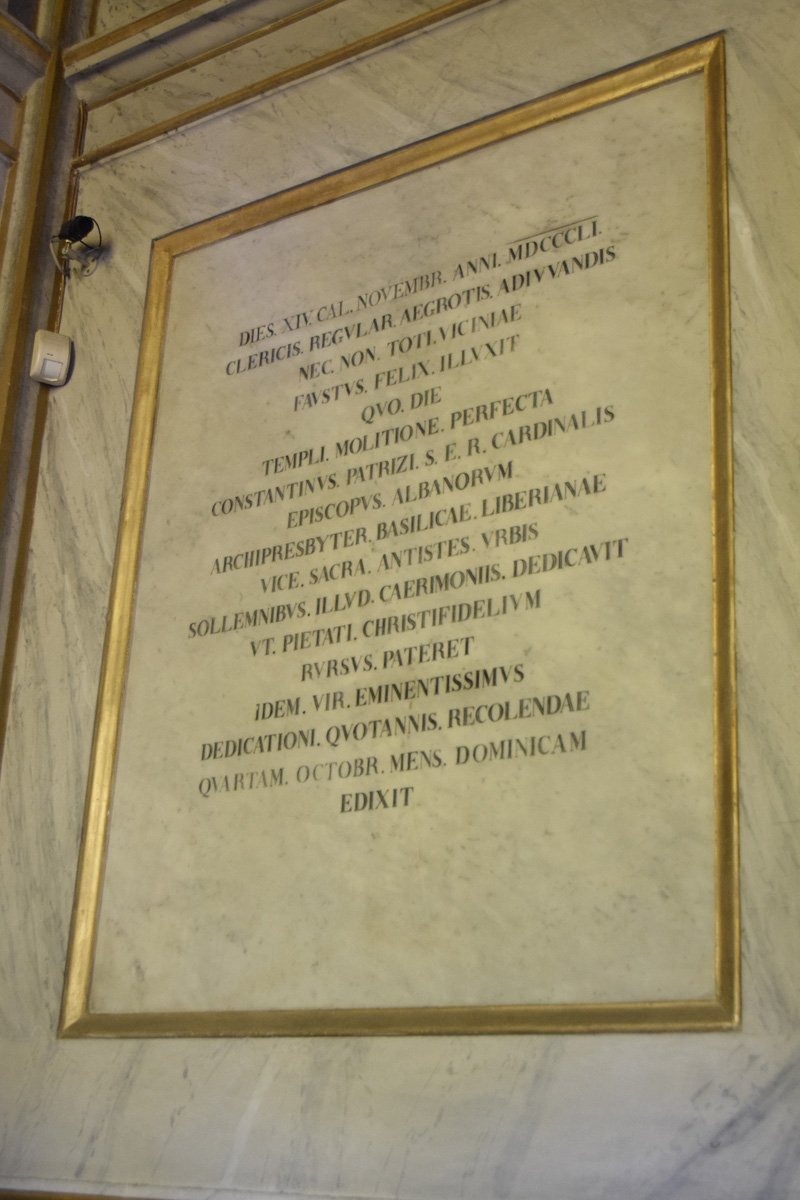 DIES. XIV. CAL. NOVEMBR. ANNI. MDCCCLI.
CLERICIS. REGVLAR. AEGROTIS. ADIVVANDIS
NEC. NON. TOTI. VICINIAE
FAVSTVS. FELIX. ILLVXIT
QVO. DIE
TEMPLI. MOLITIONE. PERFECTA
CONSTANTINVS. PATRIZI. S. E. R. CARDINALIS
EPISCOPVS. ALBANORVM
ARCHIPRESBYTER. BASILICAE. LIBERIANAE
VICE. SACRA. ANTISTES. VRBIS
SOLLEMNIBVS. ILLVD. CAERIMONIIS. DEDICAVIT
VT. PIETATI. CHRISTIFIDELIVM
RVRSVS. PATERET
iDEM. VIR. EMINENTISSIMVS
DEDICATIONI. QVOTANNIS. RECOLENDAE
QVARTAM. OCTOBR. MENS. DOMINICAM
EDIXIT